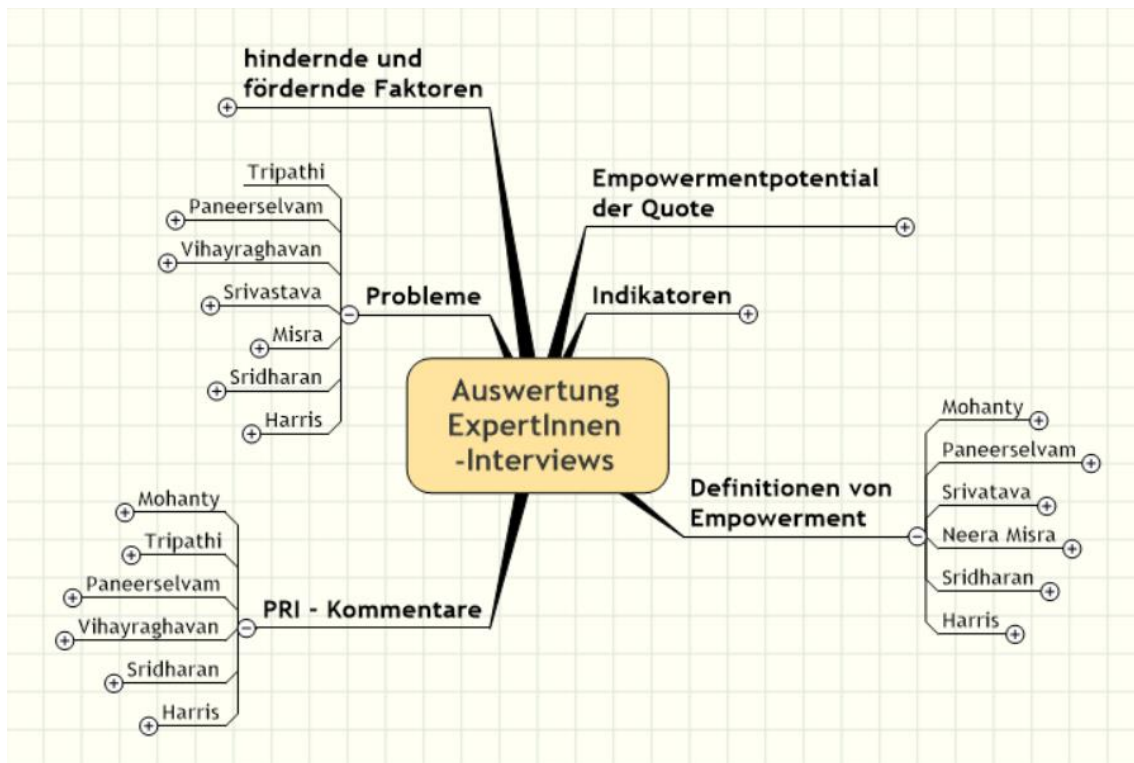 hindernde und
fördernde Faktoren
Tripathi
Paneerselvam
Vihayraghavan
Srivastava
Misra
Sridharan
Harris
Probleme
Mohanty
Tripathi
Paneerselvam
Vihayraghavan
Sridharan
Harris
PRI - Kommentare
Auswertung
ExpertInnen
-Interviews
Empowermentpotential
der Quote
Indikatoren
Definitionen von
Empowerment
Mohanty
Paneerselvam
Srivatava
Neera Misra
Sridharan
Harris